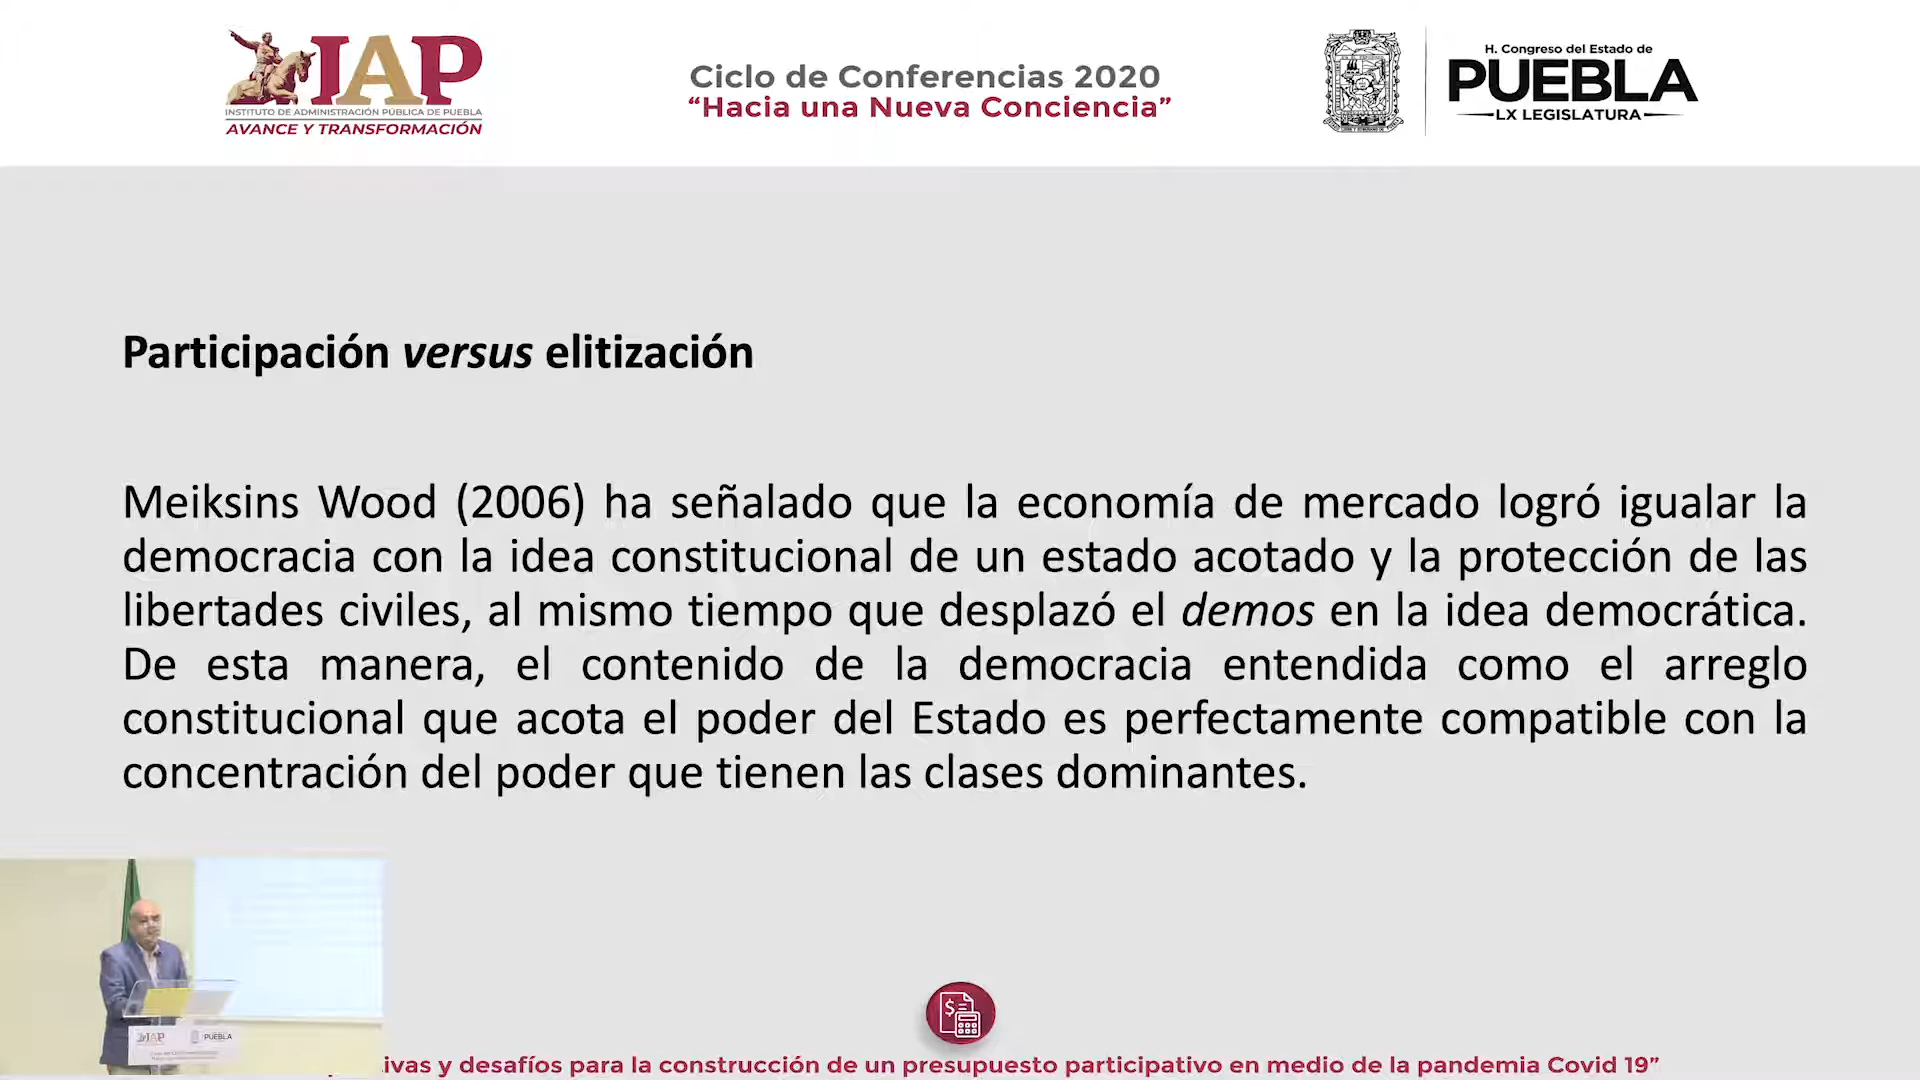 IAP
INSTITUTO DE ADMINISTRACIÓN PÚBLICA DE PUEBLA
AVANCE Y TRANSFORMACIÓN
Ciclo de Conferencias 2020
“Hacia una Nueva Conciencia”
H. Congreso del Estado de
PUEBLA
LX LEGISLATURA
Participación versus elitización
Meiksins Wood (2006) ha señalado que la economía de mercado logró igualar la
democracia con la idea constitucional de un estado acotado y la protección de las
libertades civiles, al mismo tiempo que desplazó el demos en la idea democrática.
De esta manera, el contenido de la democracia entendida como el arreglo
constitucional que acota el poder del Estado es perfectamente compatible con la
concentración del poder que tienen las clases dominantes.
IAP
PUEBLA
ivas y desafíos para la construcción de un presupuesto participativo en medio de la pandemia Covid 19”